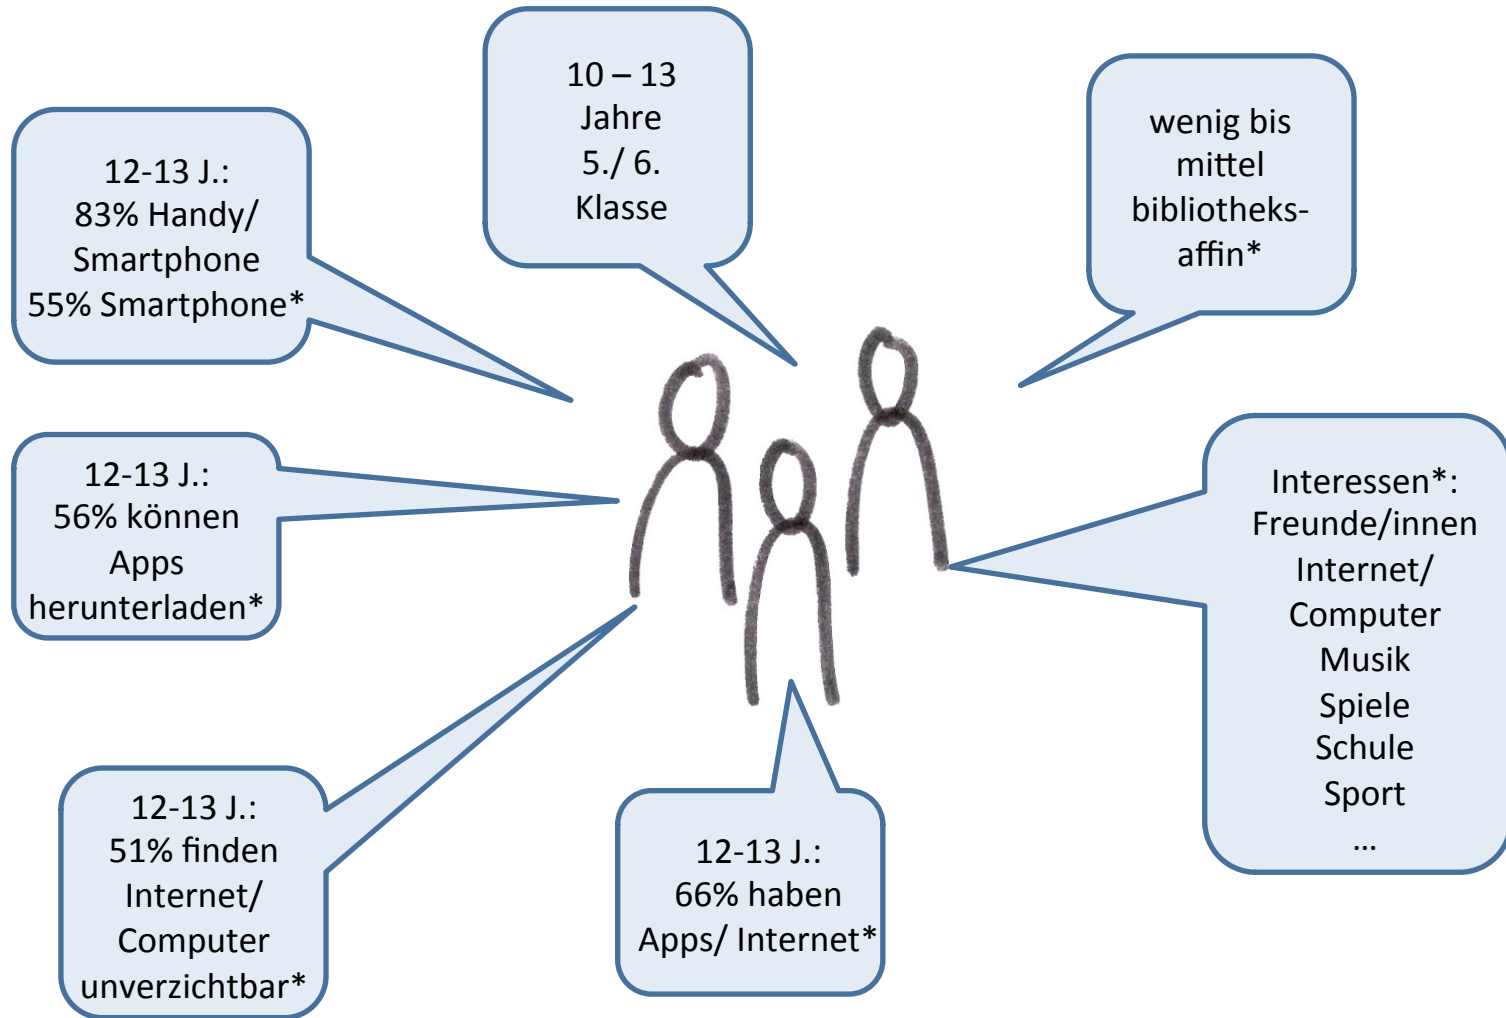 10 – 13
Jahre
5./ 6.
Klasse
wenig bis
mittel
bibliotheks-
affin*
12-13 J.:
83% Handy/
Smartphone
55% Smartphone*
12-13 J.:
56% können
Apps
herunterladen*
Interessen*:
Freunde/innen
Internet/
Computer
Musik
Spiele
Schule
Sport
...
12-13 J.:
51% finden
Internet/
Computer
unverzichtbar*
12-13 J.:
66% haben
Apps/ Internet*